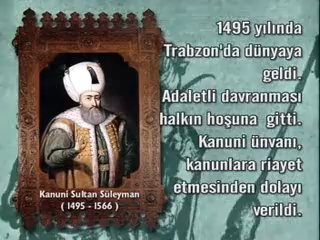 1495 yılında
Trabzon'da dünyaya
geldi.
Adaletli davranması
halkın hoşuna gitti.
Kanuni ünvanı,
kanunlara riayet
etmesinden dolayı
verildi.
Kanuni Sultan Süleyman
( 1495 - 1566 )